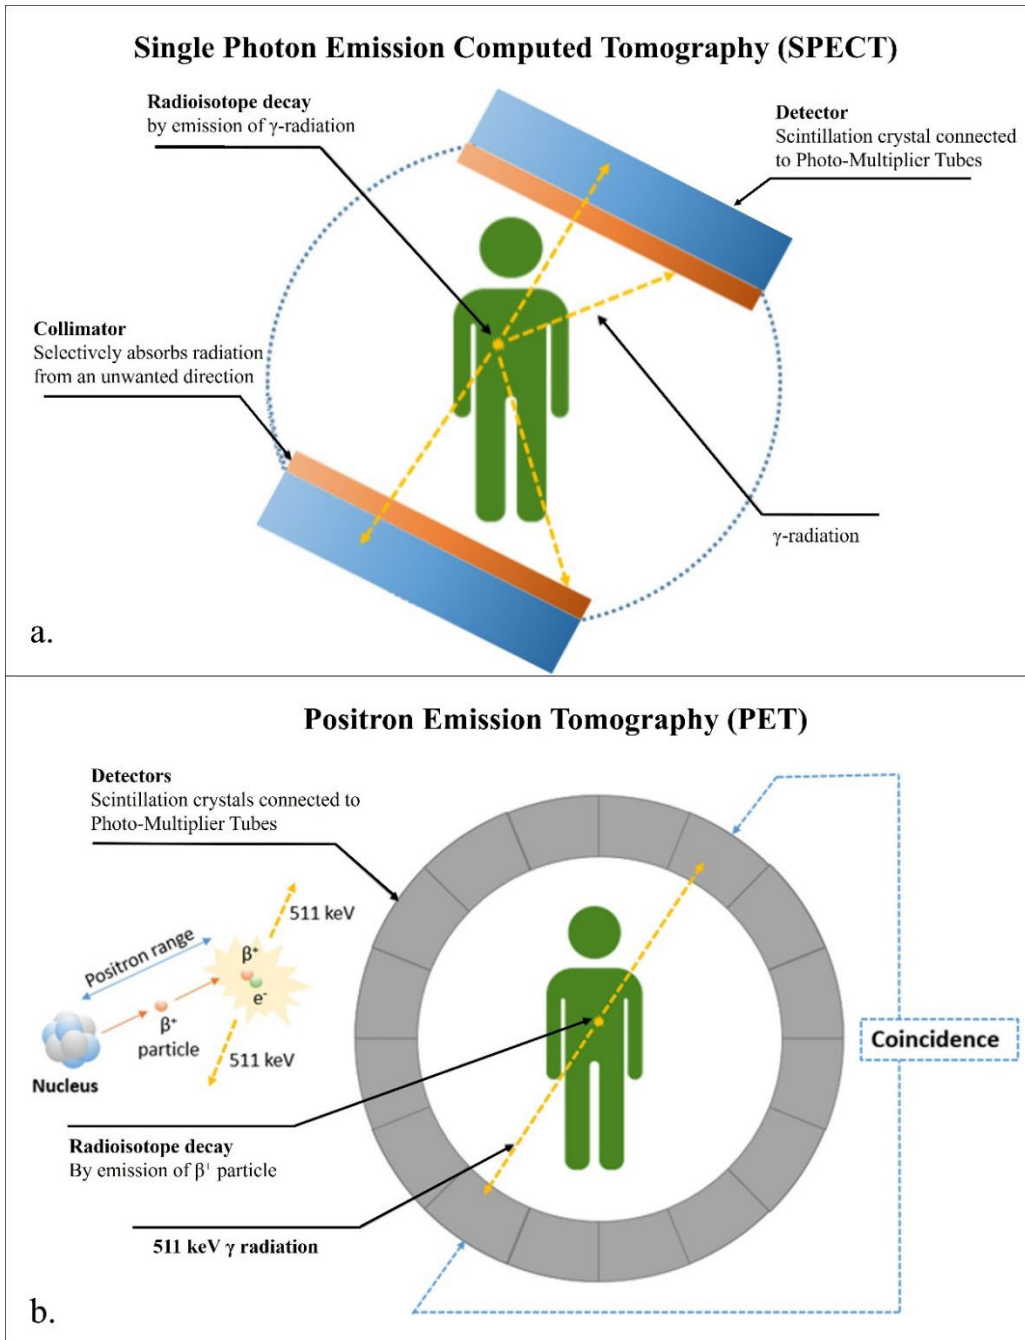 Single Photon Emission Computed Tomography (SPECT)
Radioisotope decay
by emission of γ-radiation
Detector
Scintillation crystal connected
to Photo-Multiplier Tubes
Collimator
Selectively absorbs radiation
from an unwanted direction
γ-radiation
a.
Positron Emission Tomography (PET)
Detectors
Scintillation crystals connected to
Photo-Multiplier Tubes
511 keV
Positron range
β⁺
e⁻
β⁺
particle
511 keV
Nucleus
Coincidence
Radioisotope decay
By emission of β⁺ particle
511 keV γ radiation
b.